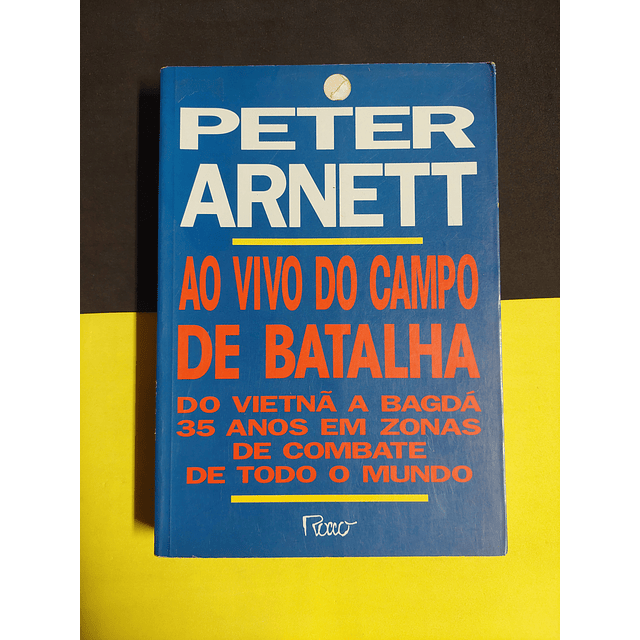 PETER
ARNETT
AO VIVO DO CAMPO
DE BATALHA
DO VIETNÃ A BAGDÁ
35 ANOS EM ZONAS
DE COMBATE
DE TODO O MUNDO
Rocco